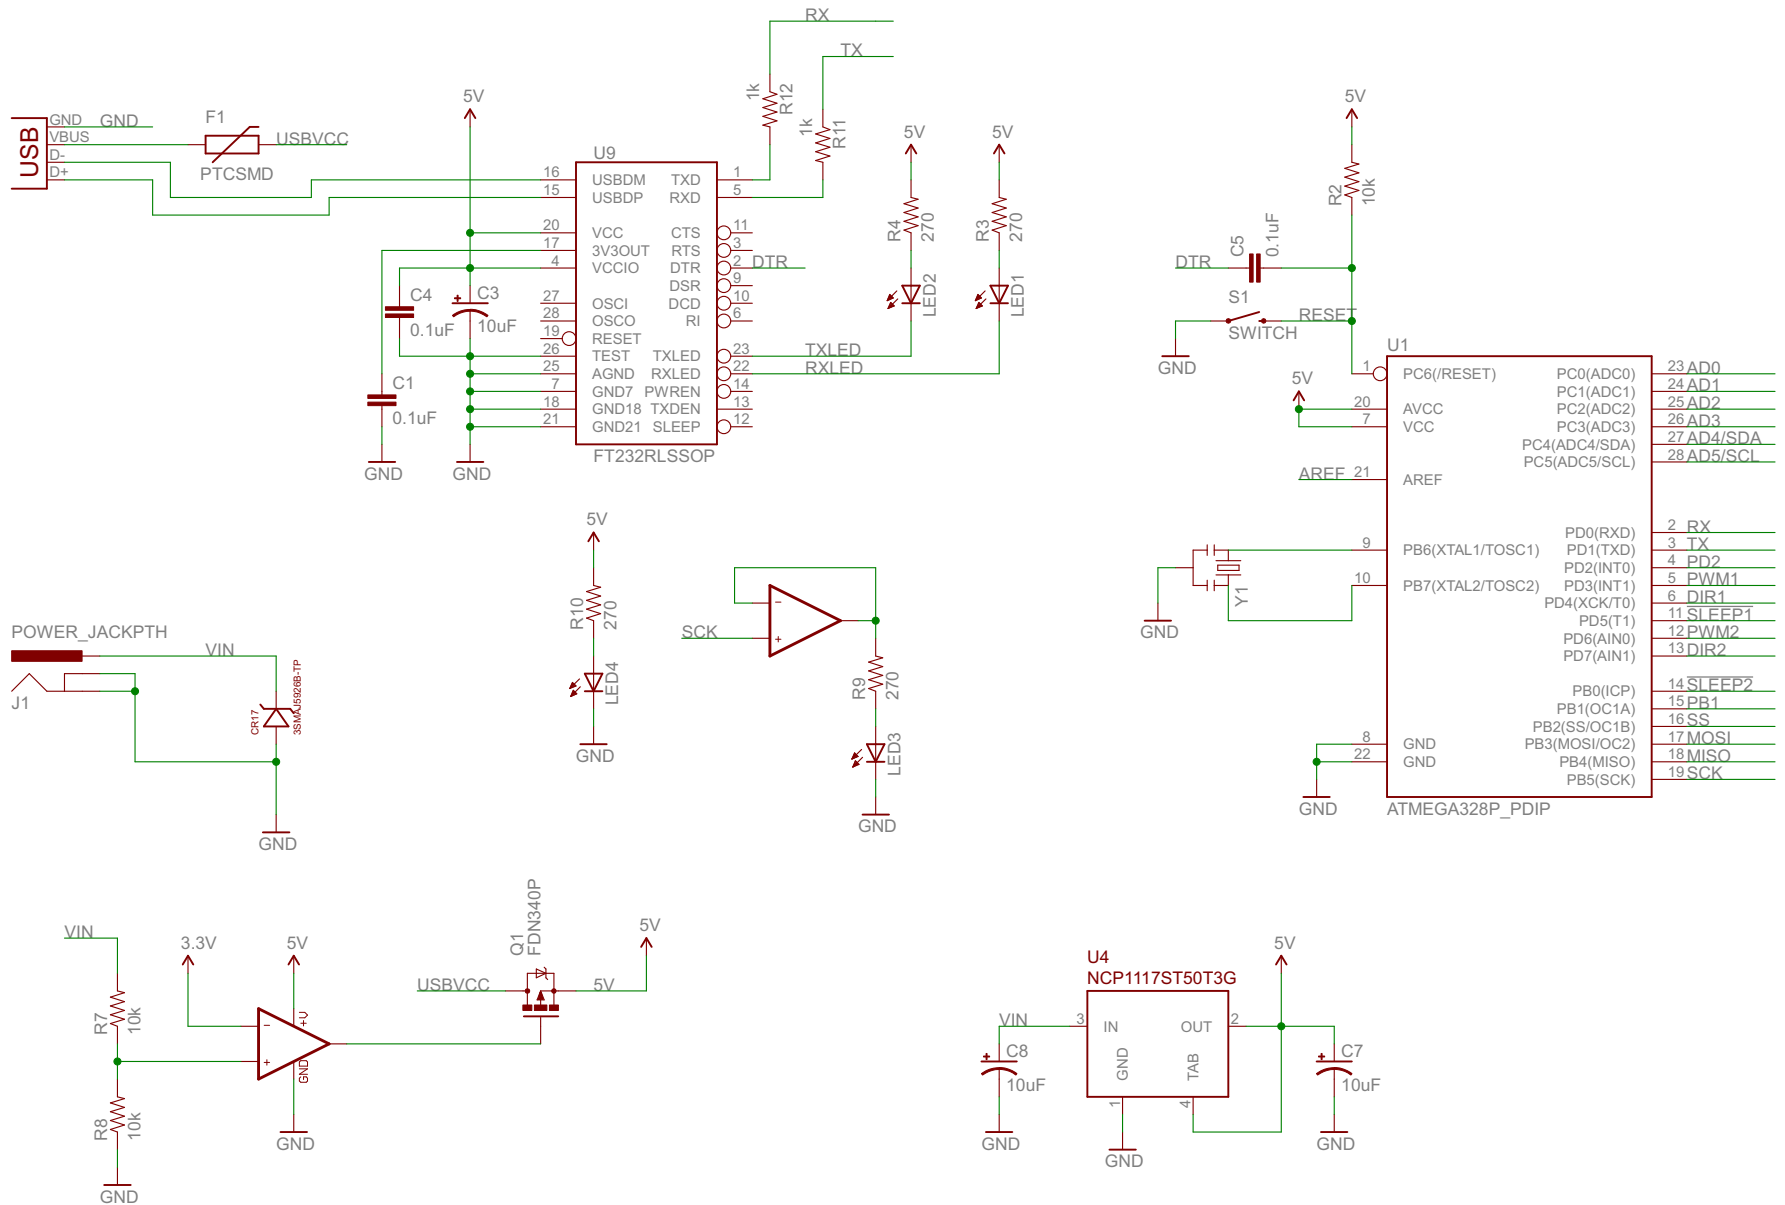 RX
TX
1k
R12
1k
R11
5V
USB
GND
GND
VBUS
D-
D+
F1
PTCSMD
USBVCC
U9
16 USBDM TXD 1
15 USBDP RXD 5
20 VCC CTS 11
17 3V3OUT RTS 3
4 VCCIO DTR 2 DTR
DSR 9
27 OSCI DCD 10
28 OSCO RI 6
19 RESET
26 TEST TXLED 23 TXLED
25 AGND RXLED 22 RXLED
7 GND7 PWREN 14
18 GND18 TXDEN 13
21 GND21 SLEEP 12
FT232RLSSOP
C4
0.1uF
C3
10uF
C1
0.1uF
GND
GND
5V
R4
270
LED2
5V
R3
270
LED1
5V
R2
10k
DTR
C5
0.1uF
S1
SWITCH
RESET
GND
U1
1 PC6(/RESET) PC0(ADC0) 23 AD0
PC1(ADC1) 24 AD1
5V
20 AVCC PC2(ADC2) 25 AD2
7 VCC PC3(ADC3) 26 AD3
PC4(ADC4/SDA) 27 AD4/SDA
PC5(ADC5/SCL) 28 AD5/SCL
AREF 21 AREF
PD0(RXD) 2 RX
9 PB6(XTAL1/TOSC1) PD1(TXD) 3 TX
PD2(INT0) 4 PD2
10 PB7(XTAL2/TOSC2) PD3(INT1) 5 PWM1
PD4(XCK/T0) 6 DIR1
PD5(T1) 11 SLEEP1
PD6(AIN0) 12 PWM2
PD7(AIN1) 13 DIR2
PB0(ICP) 14 SLEEP2
PB1(OC1A) 15 PB1
PB2(SS/OC1B) 16 SS
8 GND PB3(MOSI/OC2) 17 MOSI
22 GND PB4(MISO) 18 MISO
PB5(SCK) 19 SCK
ATMEGA328P_PDIP
GND
Y1
GND
5V
R10
270
LED4
GND
SCK
-
+
R9
270
LED3
GND
POWER_JACKPTH
VIN
J1
CR17
3SMAJ5926B-TP
GND
VIN
R7
10k
R8
10k
GND
3.3V
5V
-
+
+V
GND
GND
Q1
FDN340P
USBVCC
5V
5V
U4
NCP1117ST50T3G
VIN
3 IN OUT 2
GND
TAB
1
4
5V
C8
10uF
GND
GND
C7
10uF
GND